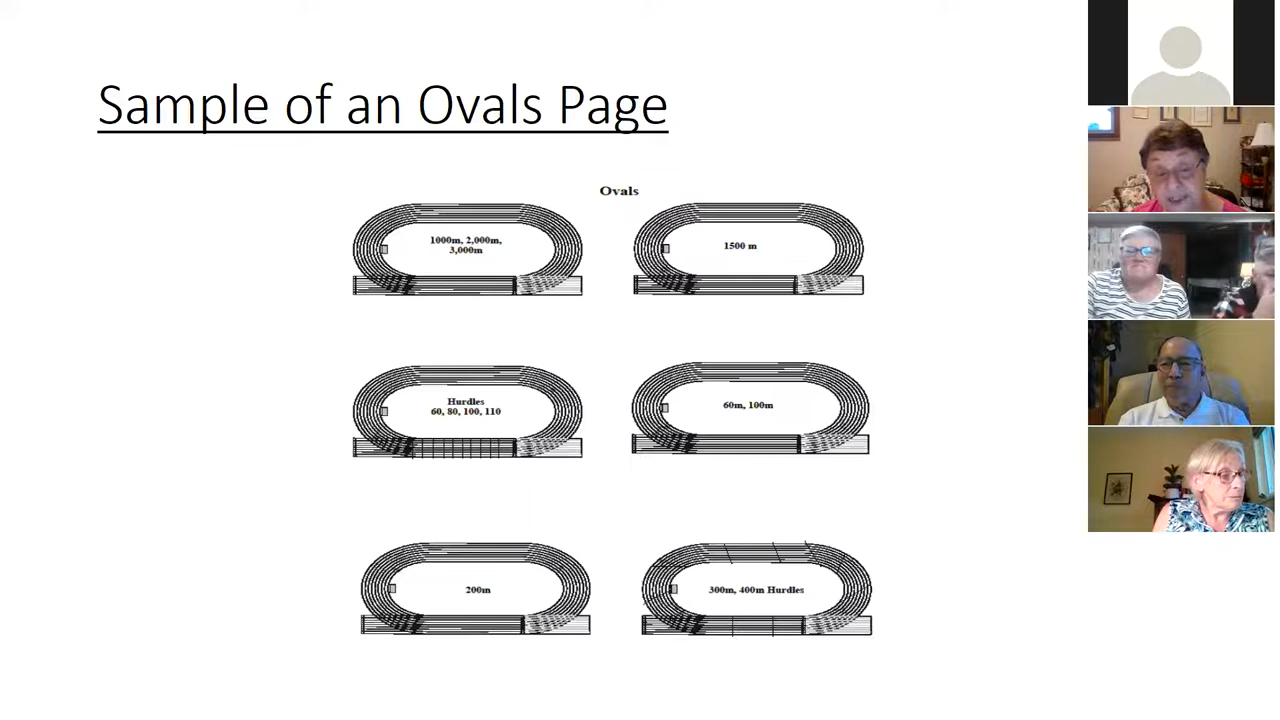 Sample of an Ovals Page
Ovals
1000m, 2,000m,
3,000m
1500 m
Hurdles
60, 80, 100, 110
60m, 100m
200m
300m, 400m Hurdles